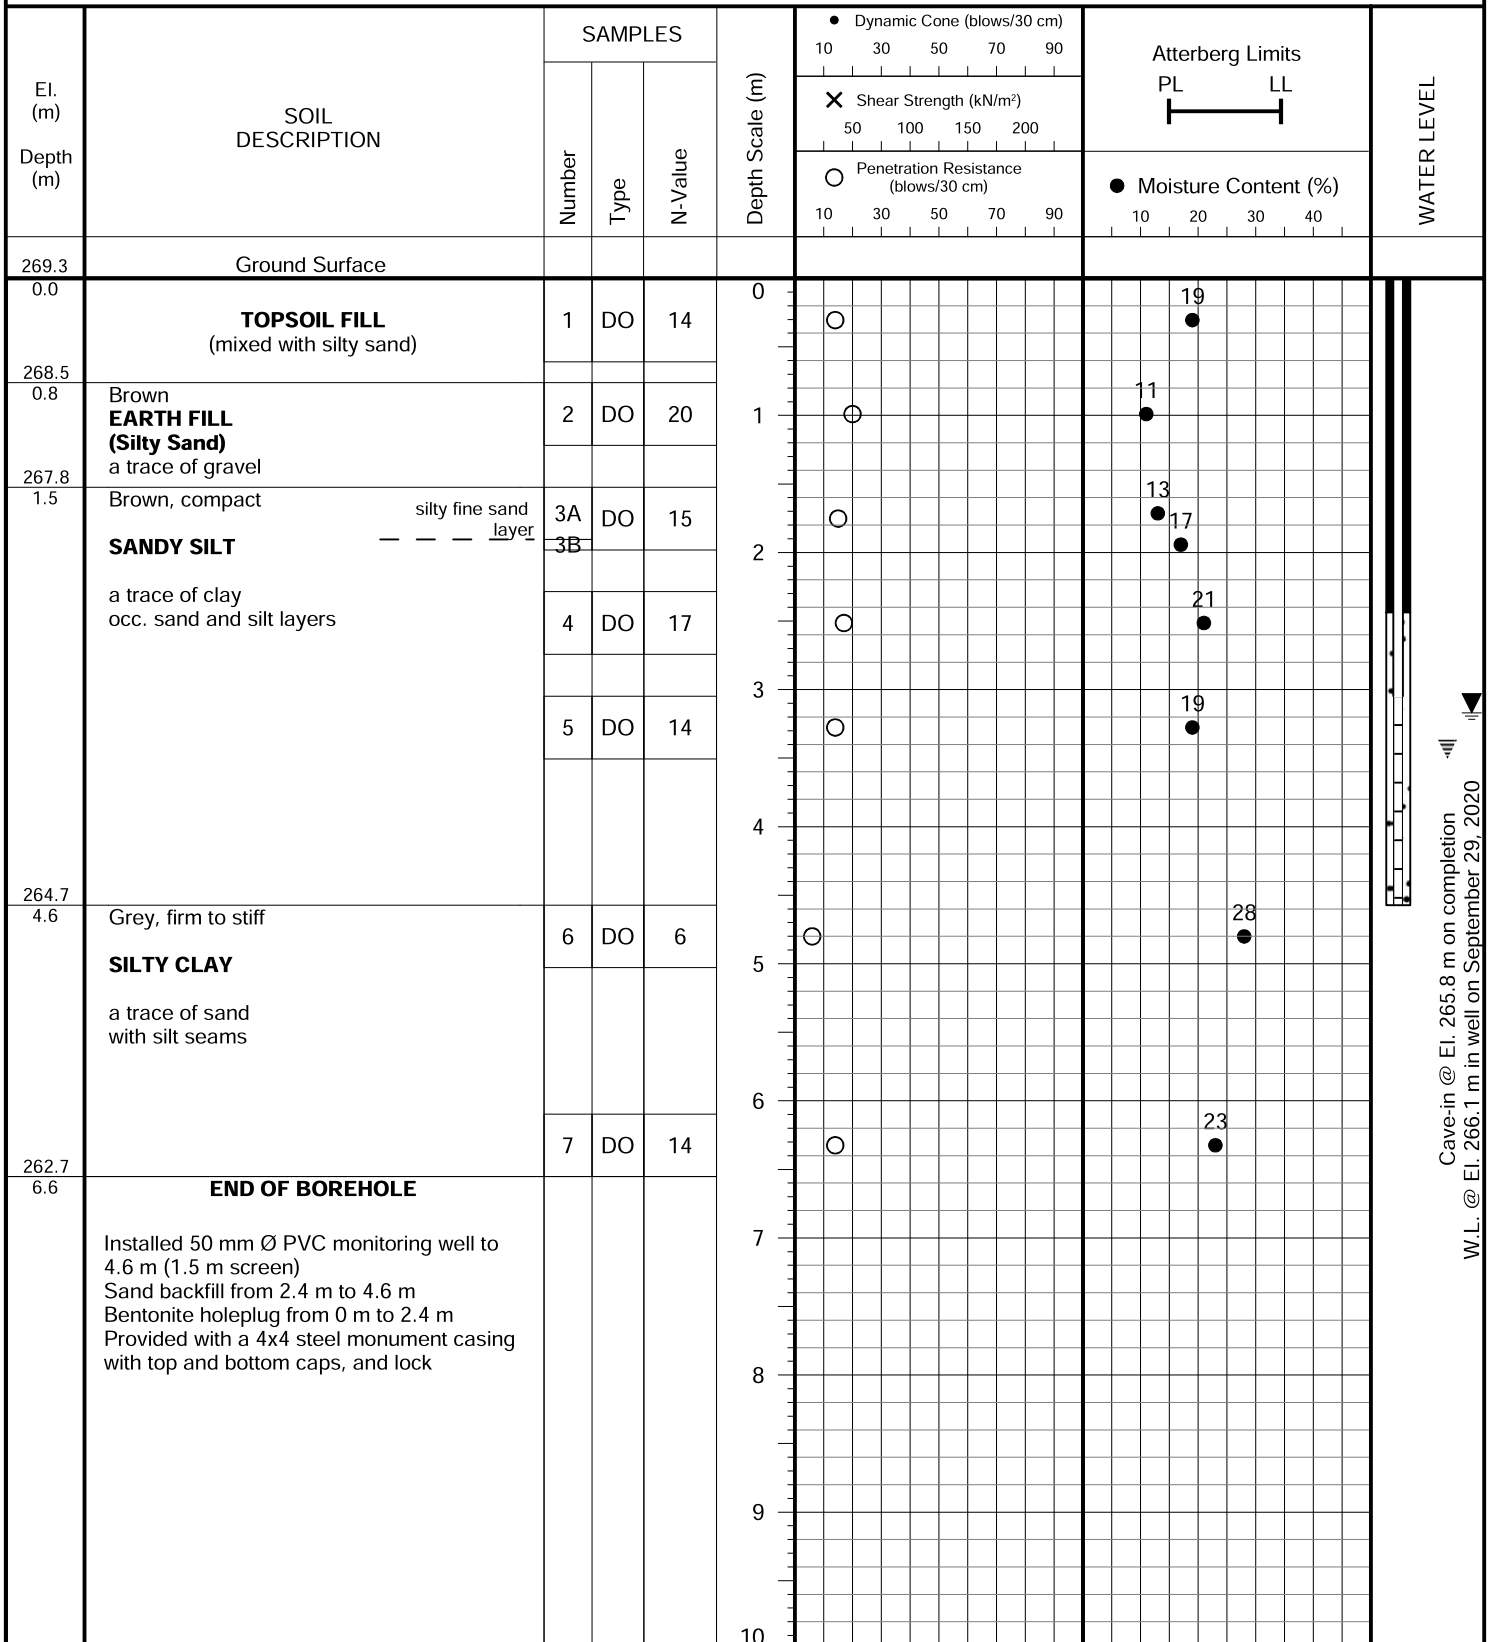 El.
(m)
Depth
(m)
SOIL
DESCRIPTION
SAMPLES
Number
Type
N-Value
Depth Scale (m)
Dynamic Cone (blows/30 cm)
10 30 50 70 90
Shear Strength (kN/m²)
50 100 150 200
Penetration Resistance
(blows/30 cm)
10 30 50 70 90
Atterberg Limits
PL LL
Moisture Content (%)
10 20 30 40
WATER LEVEL
269.3 Ground Surface
0.0
0
TOPSOIL FILL
(mixed with silty sand)
1 DO 14
19
268.5
0.8
Brown
EARTH FILL
(Silty Sand)
a trace of gravel
2 DO 20
1
11
267.8
1.5
Brown, compact
silty fine sand
layer
SANDY SILT
a trace of clay
occ. sand and silt layers
3A DO 15
3B
13
17
2
4 DO 17
21
3
5 DO 14
19
4
264.7
4.6
Grey, firm to stiff
SILTY CLAY
a trace of sand
with silt seams
6 DO 6
28
5
6
7 DO 14
23
262.7
6.6
END OF BOREHOLE
Installed 50 mm Ø PVC monitoring well to
4.6 m (1.5 m screen)
Sand backfill from 2.4 m to 4.6 m
Bentonite holeplug from 0 m to 2.4 m
Provided with a 4x4 steel monument casing
with top and bottom caps, and lock
7
8
9
10
Cave-in @ El. 265.8 m on completion
W.L. @ El. 266.1 m in well on September 29, 2020